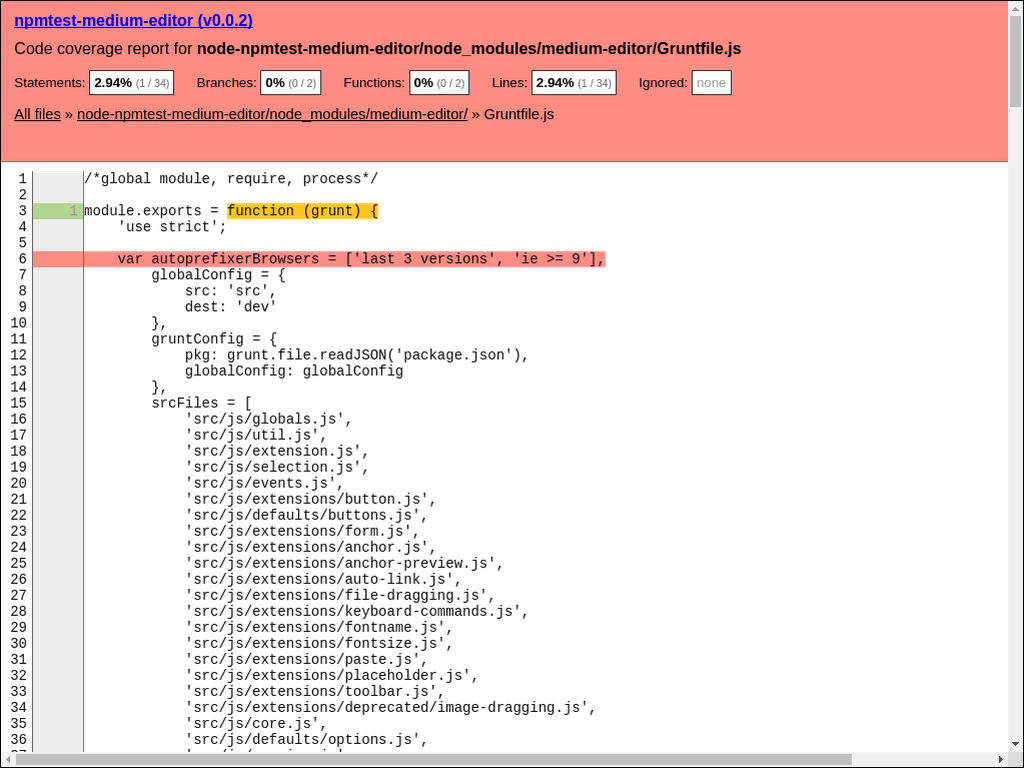 npmtest-medium-editor (v0.0.2)
Code coverage report for node-npmtest-medium-editor/node_modules/medium-editor/Gruntfile.js
Statements: 2.94% (1 / 34) Branches: 0% (0 / 2) Functions: 0% (0 / 2) Lines: 2.94% (1 / 34) Ignored: none
All files » node-npmtest-medium-editor/node_modules/medium-editor/ » Gruntfile.js
1 /*global module, require, process*/
2
3 1 module.exports = function (grunt) {
4 'use strict';
5
6 var autoprefixerBrowsers = ['last 3 versions', 'ie >= 9'],
7 globalConfig = {
8 src: 'src',
9 dest: 'dev'
10 },
11 gruntConfig = {
12 pkg: grunt.file.readJSON('package.json'),
13 globalConfig: globalConfig
14 },
15 srcFiles = [
16 'src/js/globals.js',
17 'src/js/util.js',
18 'src/js/extension.js',
19 'src/js/selection.js',
20 'src/js/events.js',
21 'src/js/extensions/button.js',
22 'src/js/defaults/buttons.js',
23 'src/js/extensions/form.js',
24 'src/js/extensions/anchor.js',
25 'src/js/extensions/anchor-preview.js',
26 'src/js/extensions/auto-link.js',
27 'src/js/extensions/file-dragging.js',
28 'src/js/extensions/keyboard-commands.js',
29 'src/js/extensions/fontname.js',
30 'src/js/extensions/fontsize.js',
31 'src/js/extensions/paste.js',
32 'src/js/extensions/placeholder.js',
33 'src/js/extensions/toolbar.js',
34 'src/js/extensions/deprecated/image-dragging.js',
35 'src/js/core.js',
36 'src/js/defaults/options.js',